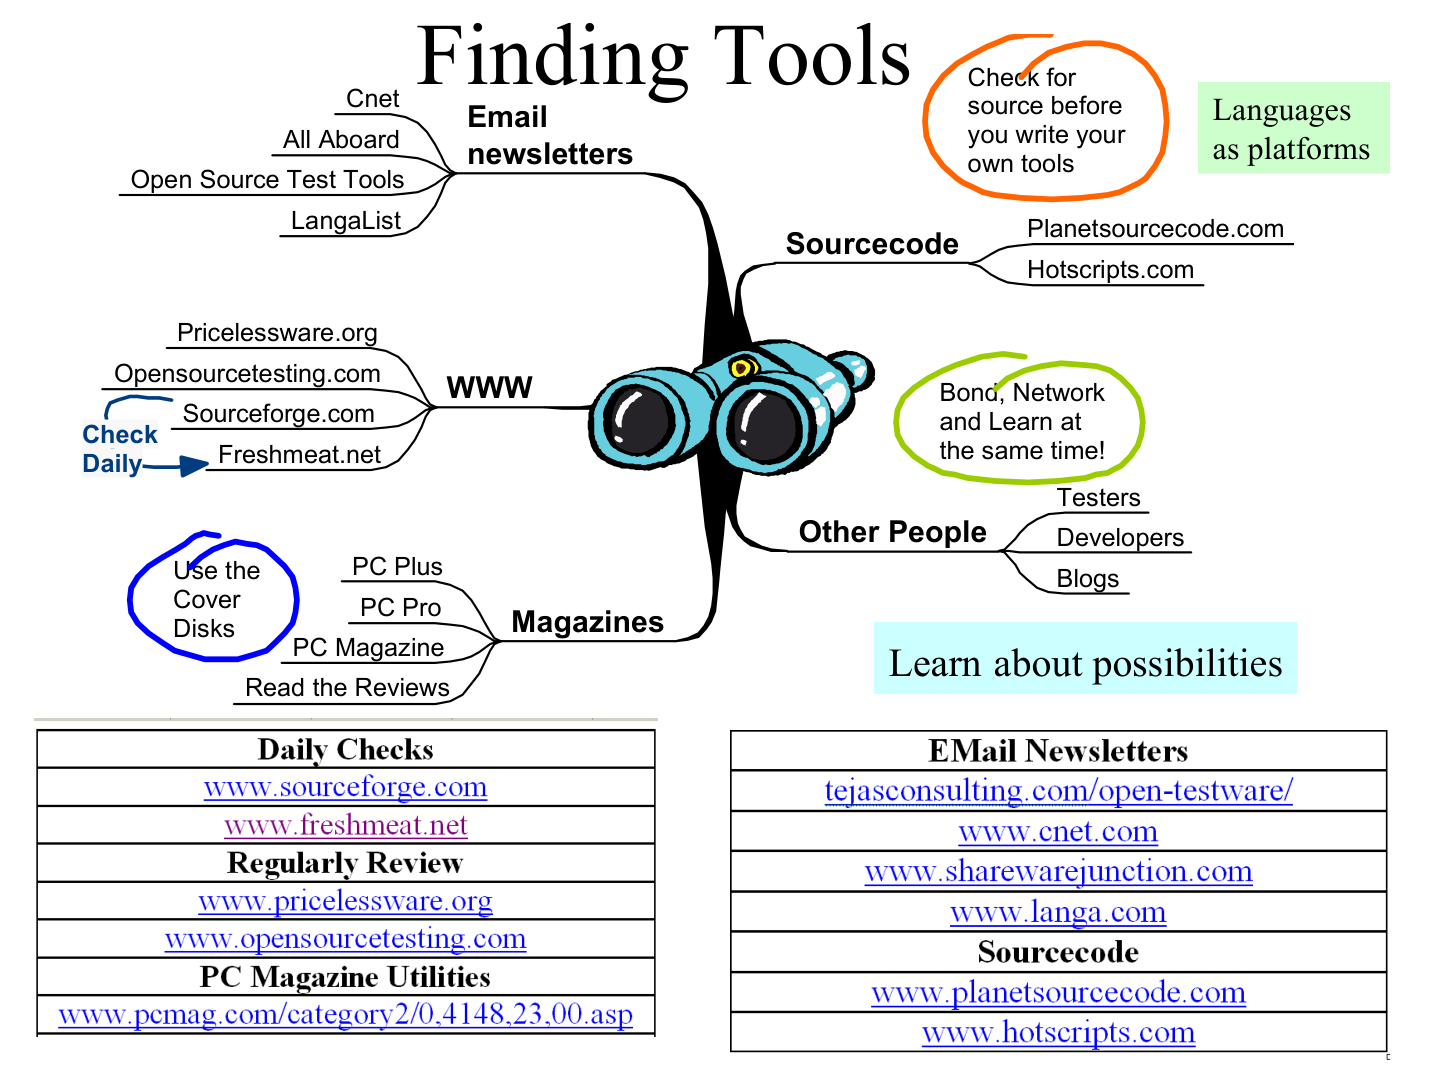 Finding Tools
Email
newsletters
Cnet
All Aboard
Open Source Test Tools
LangaList
Check for
source before
you write your
own tools
Languages
as platforms
Sourcecode
Planetsourcecode.com
Hotscripts.com
WWW
Pricelessware.org
Opensourcetesting.com
Sourceforge.com
Freshmeat.net
Check
Daily
Bond, Network
and Learn at
the same time!
Other People
Testers
Developers
Blogs
Use the
Cover
Disks
Magazines
PC Plus
PC Pro
PC Magazine
Read the Reviews
Learn about possibilities
Daily Checks
www.sourceforge.com
www.freshmeat.net
Regularly Review
www.pricelessware.org
www.opensourcetesting.com
PC Magazine Utilities
www.pcmag.com/category2/0,4148,23,00.asp
EMail Newsletters
tejasconsulting.com/open-testware/
www.cnet.com
www.sharewarejunction.com
www.langa.com
Sourcecode
www.planetsourcecode.com
www.hotscripts.com